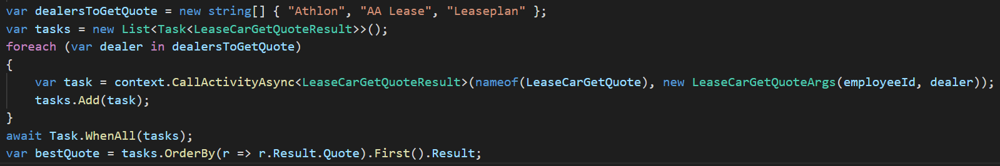 var dealersToGetQuote = new string[] { "Athlon", "AA Lease", "Leaseplan" };
var tasks = new List<Task<LeaseCarGetQuoteResult>>();
foreach (var dealer in dealersToGetQuote)
{
    var task = context.CallActivityAsync<LeaseCarGetQuoteResult>(nameof(LeaseCarGetQuote), new LeaseCarGetQuoteArgs(employeeId, dealer));
    tasks.Add(task);
}
await Task.WhenAll(tasks);
var bestQuote = tasks.OrderBy(r => r.Result.Quote).First().Result;